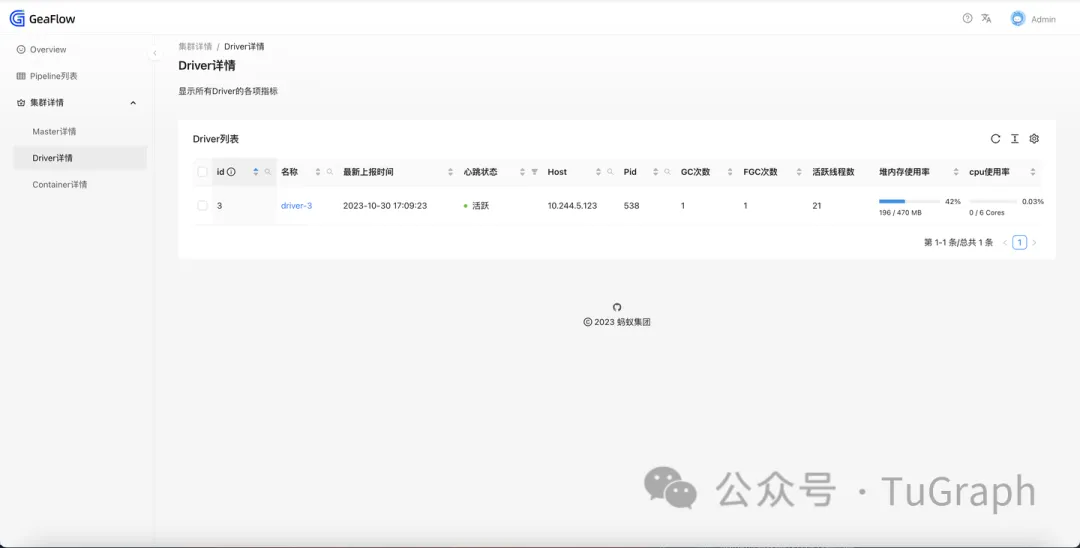 GeaFlow
Admin
Overview
Pipeline列表
集群详情
Master详情
Driver详情
Container详情
集群详情 / Driver详情
Driver详情
显示所有Driver的各项指标
Driver列表
id 名称 最新上报时间 心跳状态 Host Pid GC次数 FGC次数 活跃线程数 堆内存使用率 cpu使用率
3 driver-3 2023-10-30 17:09:23 活跃 10.244.5.123 538 1 1 21 42% 0.03%
196 / 470 MB 0 / 6 Cores
第 1-1 条/总共 1 条 < 1 >
© 2023 蚂蚁集团
公众号 · TuGraph